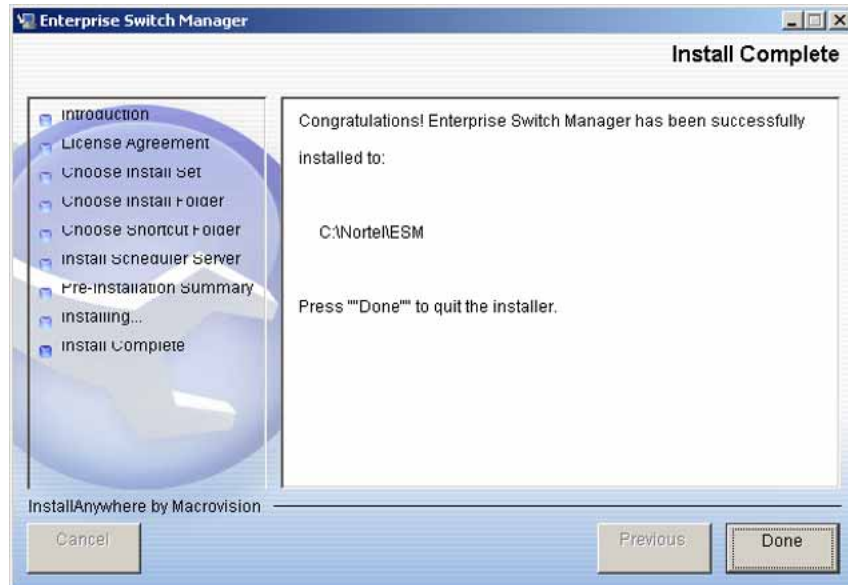 Enterprise Switch Manager
Install Complete
Introduction
License Agreement
Choose Install Set
Choose Install Folder
Choose Shortcut Folder
Install Scheduler Server
Pre-Installation Summary
Installing...
Install Complete
Congratulations! Enterprise Switch Manager has been successfully
installed to:
C:\Nortel\ESM
Press ""Done"" to quit the installer.
InstallAnywhere by Macrovision
Cancel
Previous
Done